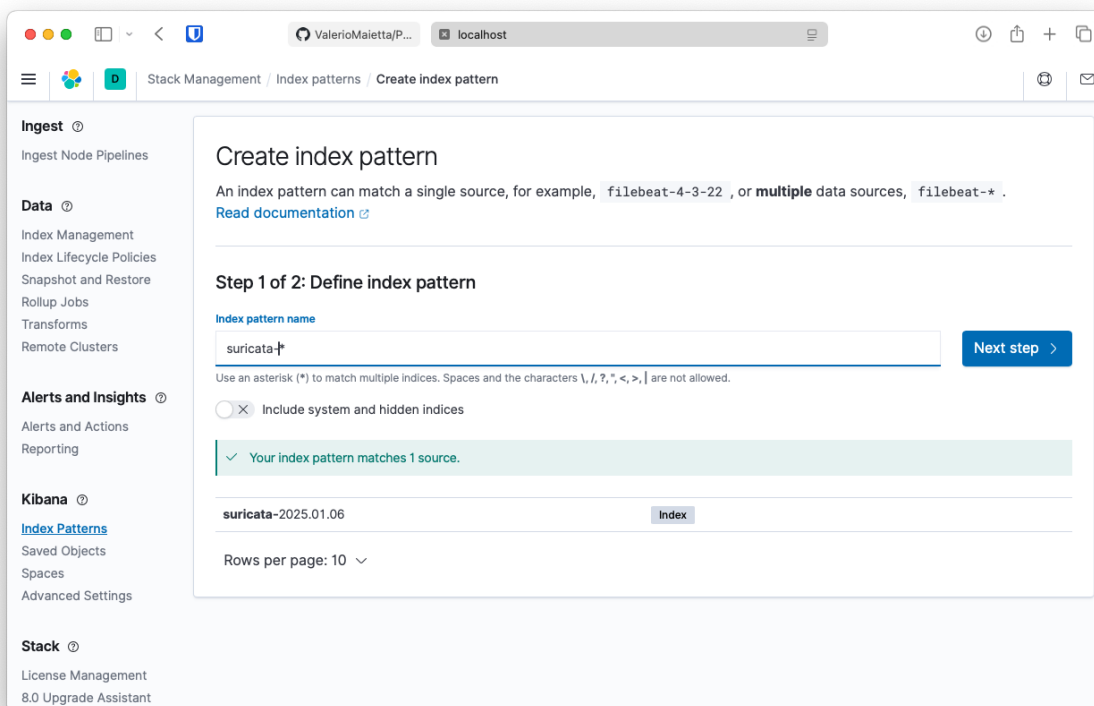 ValerioMaietta/P...
localhost
D
Stack Management / Index patterns / Create index pattern
Ingest
Ingest Node Pipelines
Data
Index Management
Index Lifecycle Policies
Snapshot and Restore
Rollup Jobs
Transforms
Remote Clusters
Alerts and Insights
Alerts and Actions
Reporting
Kibana
Index Patterns
Saved Objects
Spaces
Advanced Settings
Stack
License Management
8.0 Upgrade Assistant
Create index pattern
An index pattern can match a single source, for example, filebeat-4-3-22 , or multiple data sources, filebeat-* .
Read documentation
Step 1 of 2: Define index pattern
Index pattern name
suricata-*
Next step
Use an asterisk (*) to match multiple indices. Spaces and the characters \, /, ?, ", <, >, | are not allowed.
Include system and hidden indices
Your index pattern matches 1 source.
suricata-2025.01.06
Index
Rows per page: 10